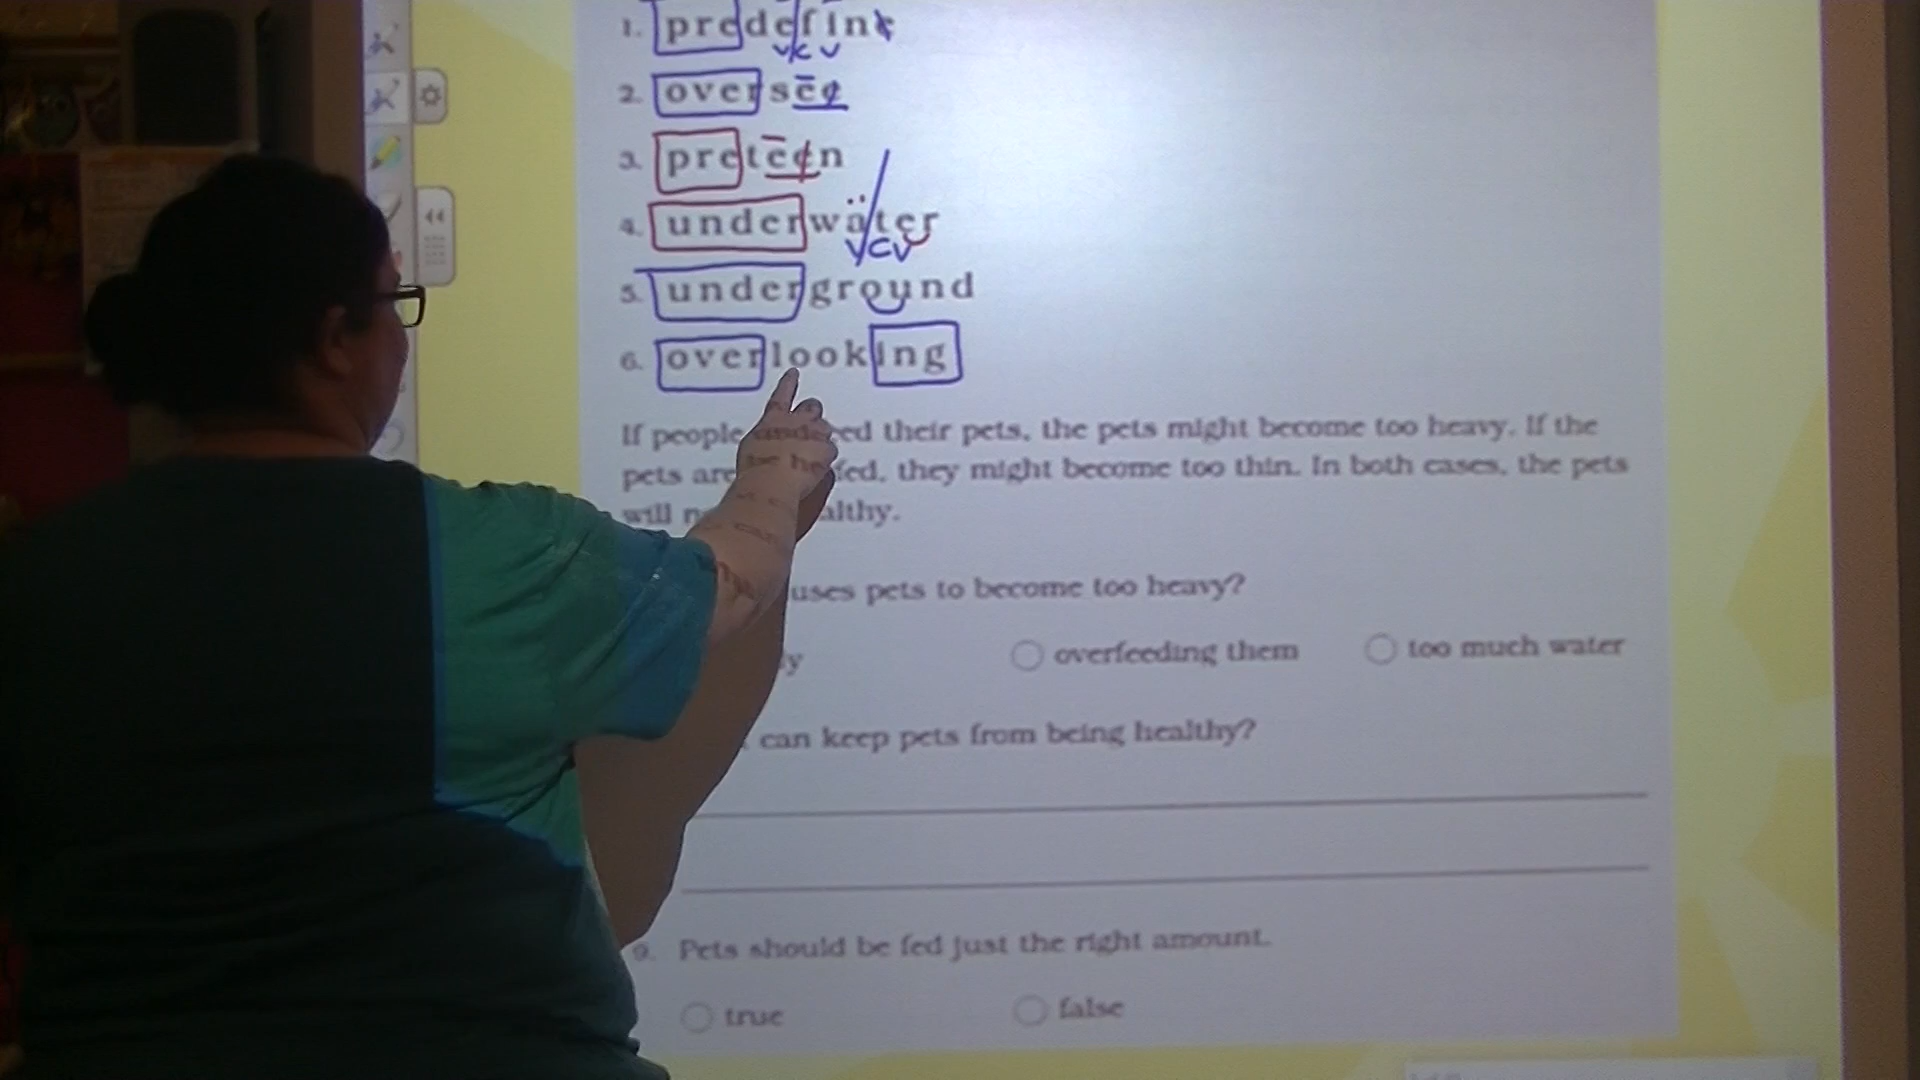 1. predefine
vcv
2. oversee
3. preteen
4. underwater
vcv
5. underground
6. overlooking
If people their pets, the pets might become too heavy. If the
pets are fed, they might become too thin. In both cases, the pets
will
pets to become too heavy?
overfeeding them too much water
can keep pets from being healthy?
9. Pets should be fed just the right amount.
true false